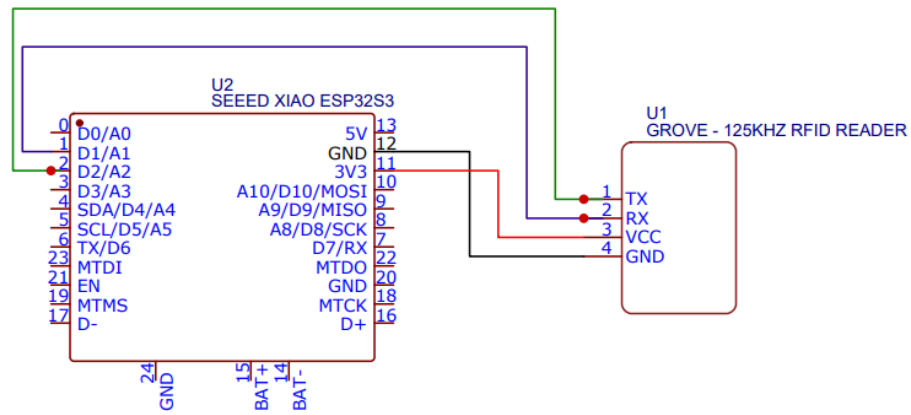 U2
SEEED XIAO ESP32S3
0 D0/A0
1 D1/A1
2 D2/A2
3 D3/A3
4 SDA/D4/A4
5 SCL/D5/A5
6 TX/D6
23 MTDI
21 EN
19 MTMS
17 D-
5V 13
GND 12
3V3 11
A10/D10/MOSI 10
A9/D9/MISO 9
A8/D8/SCK 8
D7/RX 7
MTDO 22
GND 20
MTCK 18
D+ 16
24 GND
15 BAT+
14 BAT-
U1
GROVE - 125KHZ RFID READER
1 TX
2 RX
3 VCC
4 GND